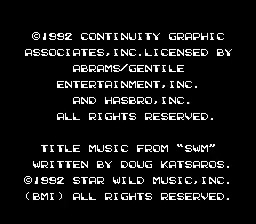 ©1992 CONTINUITY GRAPHIC
ASSOCIATES,INC.LICENSED BY
ABRAMS/GENTILE
ENTERTAINMENT,INC.
AND HASBRO,INC.
ALL RIGHTS RESERVED.
TITLE MUSIC FROM "SWM"
WRITTEN BY DOUG KATSAROS.
©1992 STAR WILD MUSIC,INC.
(BMI) ALL RIGHTS RESERVED.